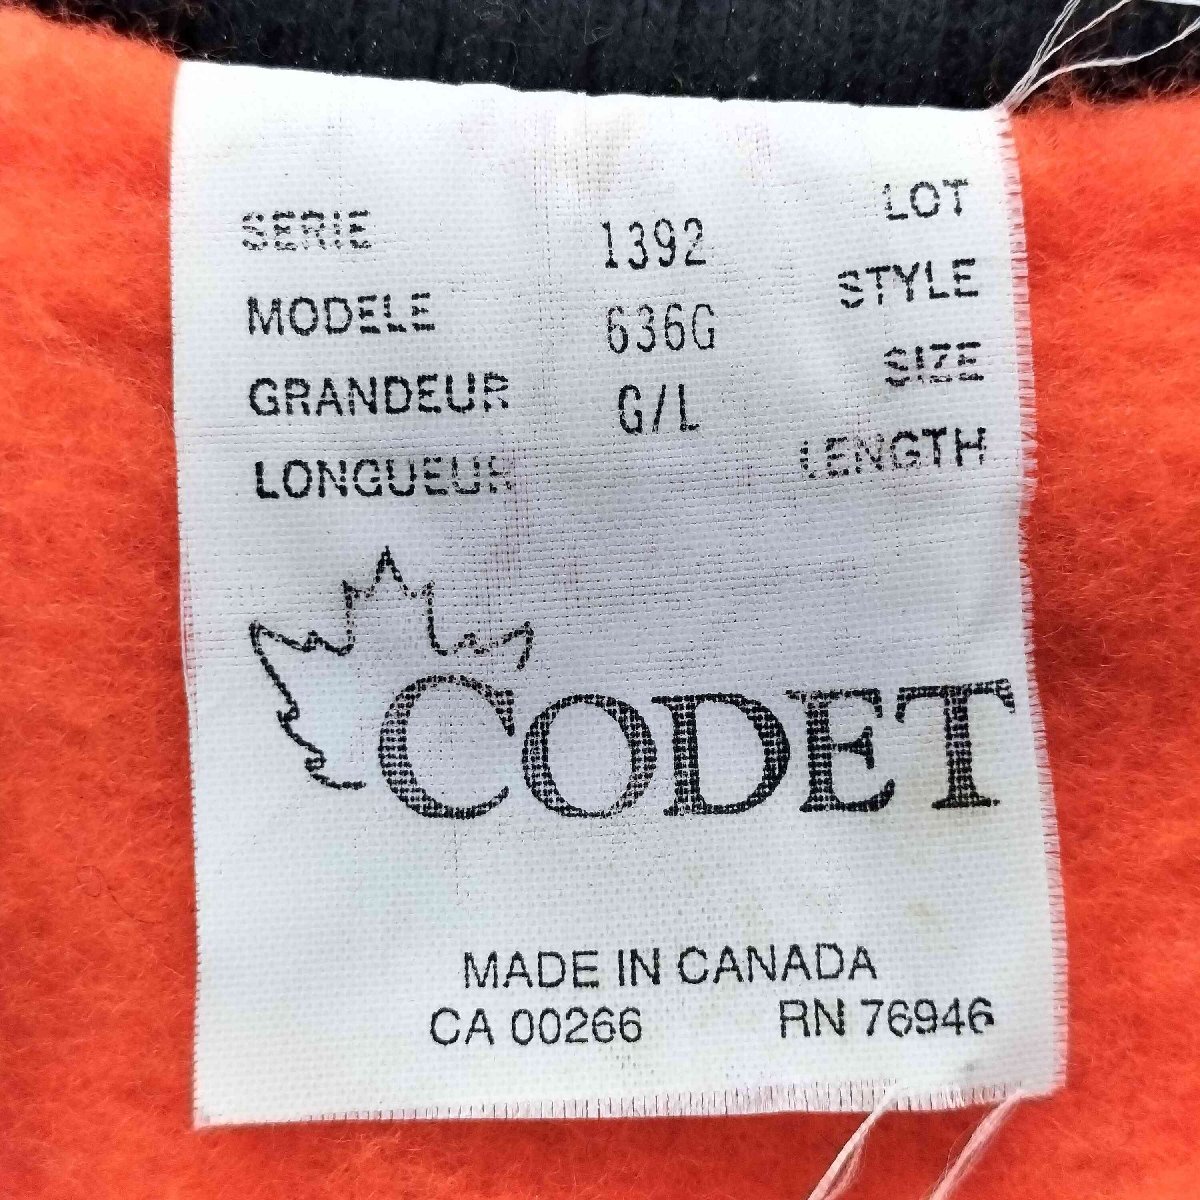 SERIE 1392 LOT
MODELE 636G STYLE
GRANDEUR G/L SIZE
LONGUEUR LENGTH
CODET
MADE IN CANADA
CA 00266 RN 76946